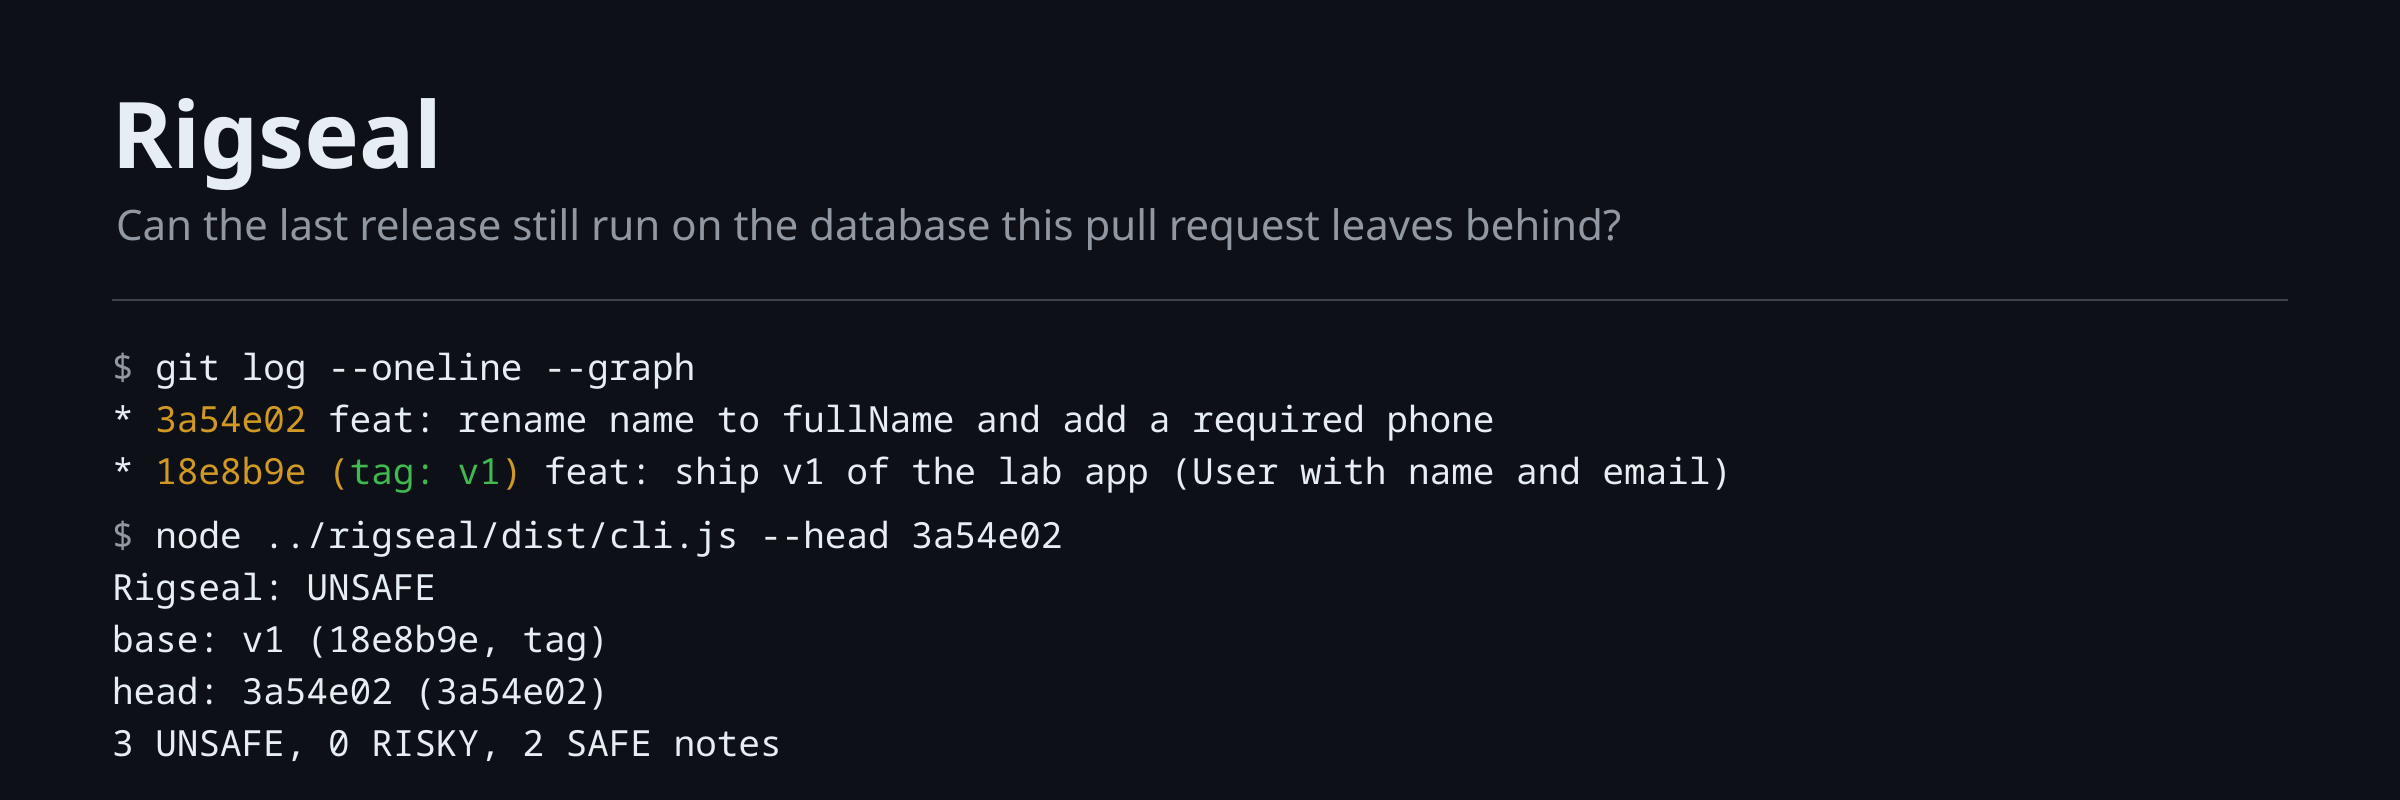 Rigseal
Can the last release still run on the database this pull request leaves behind?
$ git log --oneline --graph
* 3a54e02 feat: rename name to fullName and add a required phone
* 18e8b9e (tag: v1) feat: ship v1 of the lab app (User with name and email)
$ node ../rigseal/dist/cli.js --head 3a54e02
Rigseal: UNSAFE
base: v1 (18e8b9e, tag)
head: 3a54e02 (3a54e02)
3 UNSAFE, 0 RISKY, 2 SAFE notes